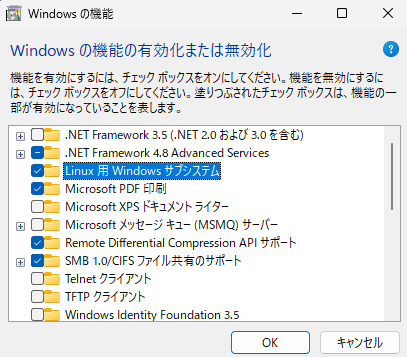 Windows の機能
Windows の機能の有効化または無効化
機能を有効にするには、チェック ボックスをオンにしてください。機能を無効にするに
は、チェック ボックスをオフにしてください。塗りつぶされたチェック ボックスは、機能の一
部が有効になっていることを表します。
.NET Framework 3.5 (.NET 2.0 および 3.0 を含む)
.NET Framework 4.8 Advanced Services
Linux 用 Windows サブシステム
Microsoft PDF 印刷
Microsoft XPS ドキュメント ライター
Microsoft メッセージ キュー (MSMQ) サーバー
Remote Differential Compression API サポート
SMB 1.0/CIFS ファイル共有のサポート
Telnet クライアント
TFTP クライアント
Windows Identity Foundation 3.5
OK
キャンセル